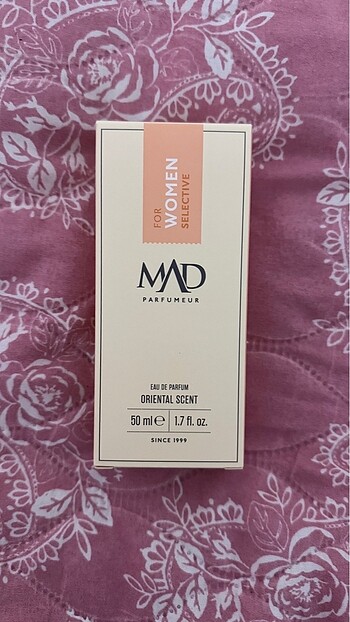 FOR
WOMEN
SELECTIVE
MAD
PARFUMEUR
EAU DE PARFUM
ORIENTAL SCENT
50 ml ℮ 1.7 fl. oz.
SINCE 1999